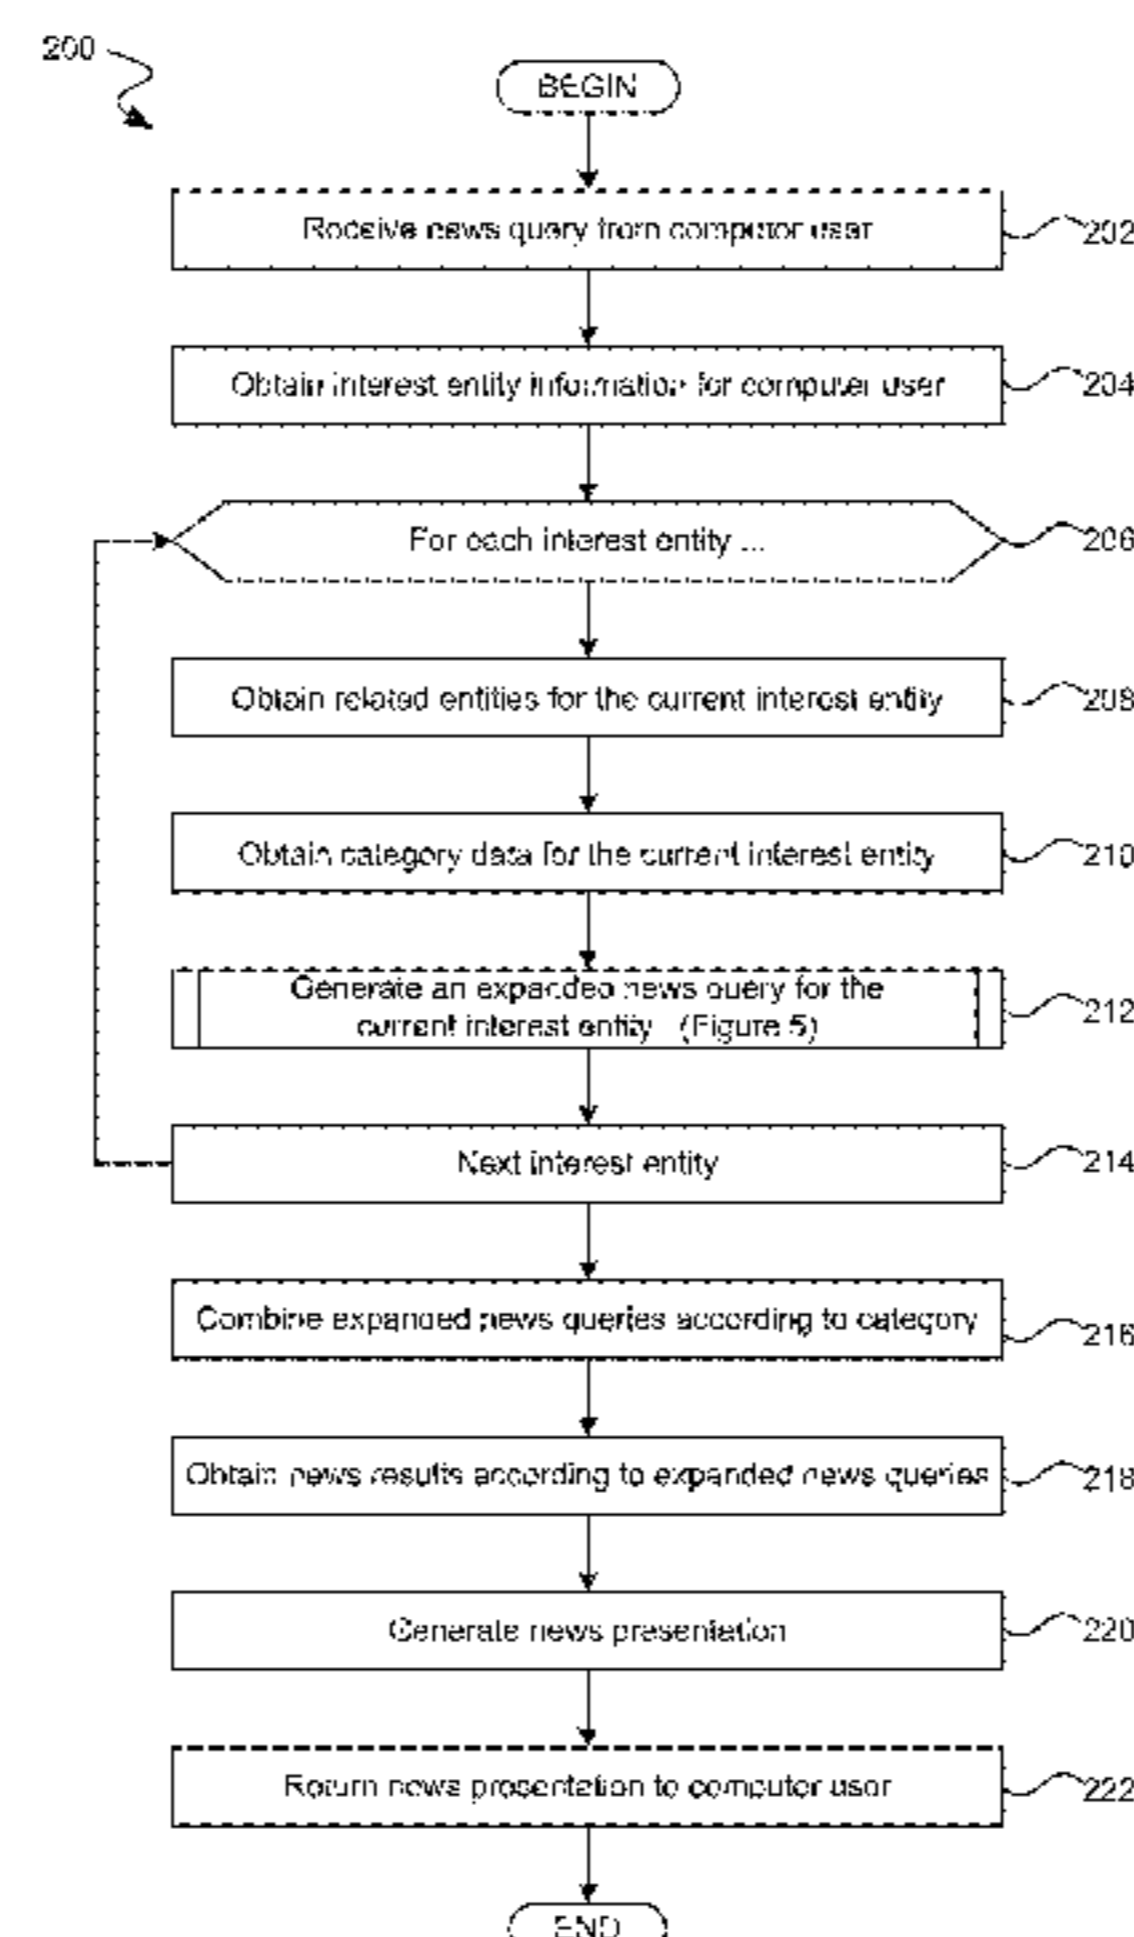 200
BEGIN
Receive news query from computer user
202
Obtain interest entity information for computer user
204
For each interest entity ...
206
Obtain related entities for the current interest entity
208
Obtain category data for the current interest entity
210
Generate an expanded news query for the
current interest entity (Figure 5)
212
Next interest entity
214
Combine expanded news queries according to category
216
Obtain news results according to expanded news queries
218
Generate news presentation
220
Return news presentation to computer user
222
END